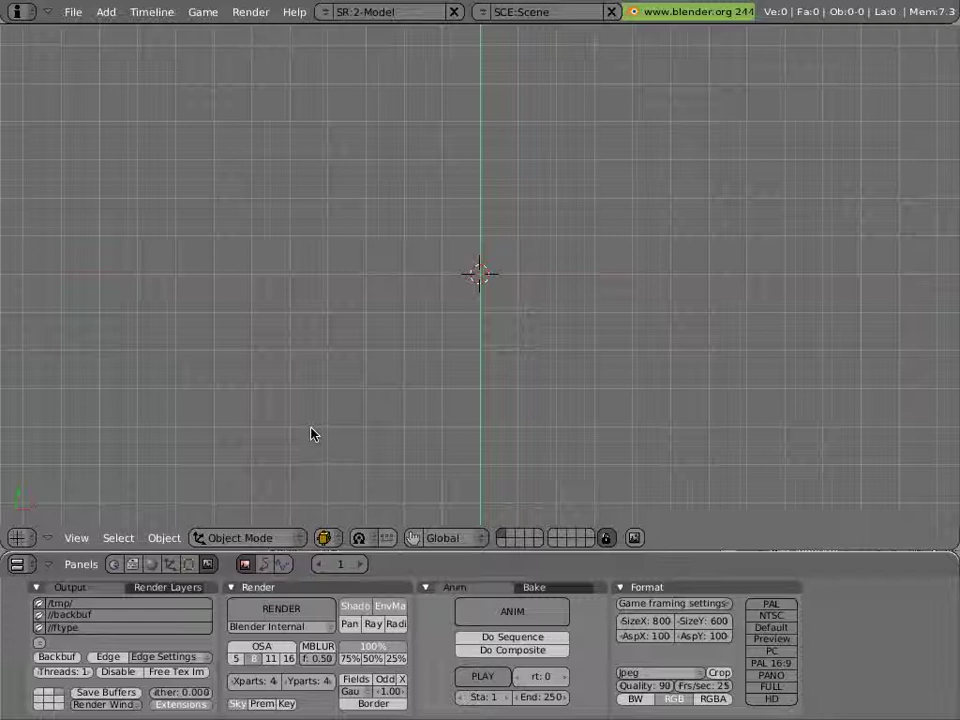 File Add Timeline Game Render Help SR:2-Model X SCE:Scene X www.blender.org 244 Ve:0 | Fa:0 | Ob:0-0 | La:0 | Mem:7.3
View Select Object Object Mode Global
Panels 1
Output Render Layers Render Anim Bake Format
/tmp/
//backbuf
//ftype
Backbuf Edge Edge Settings
Threads: 1 Disable Free Tex Im
Save Buffers
Render Wind
Extensions
RENDER Shado EnvMa
Blender Internal Pan Ray Radi
OSA MBLUR 100%
5 8 11 16 f: 0.50 75% 50% 25%
Xparts: 4 Yparts: 4 Fields Odd X
Gau 1.00
Sky Prem Key Border
ANIM
Do Sequence
Do Composite
PLAY rt: 0
Sta: 1 End: 250
Game framing settings
SizeX: 800 SizeY: 600
AspX: 100 AspY: 100
Jpeg Crop
Quality: 90 Frs/sec: 25
BW RGB RGBA
PAL
NTSC
Default
Preview
PC
PAL 16:9
PANO
FULL
HD